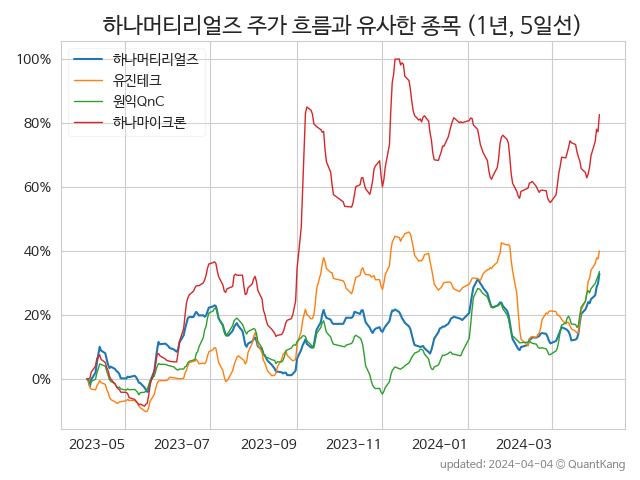 하나머티리얼즈 주가 흐름과 유사한 종목 (1년, 5일선)
100%
80%
60%
40%
20%
0%
하나머티리얼즈
유진테크
원익QnC
하나마이크론
2023-05
2023-07
2023-09
2023-11
2024-01
2024-03
updated: 2024-04-04 © QuantKang